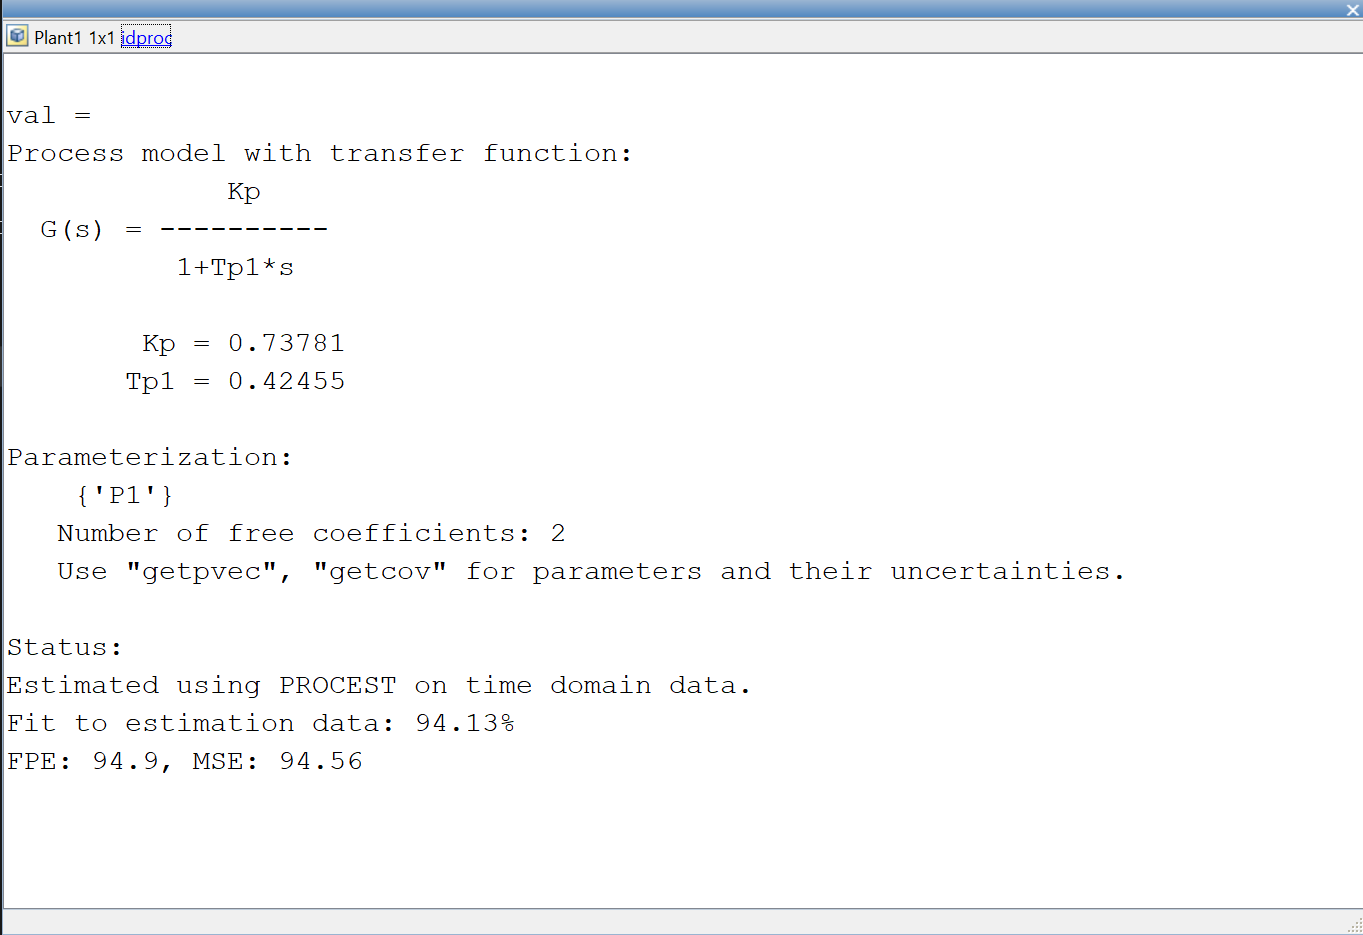 Plant1 1x1 idproc
val =
Process model with transfer function:
Kp
G(s) = ----------
1+Tp1*s
Kp = 0.73781
Tp1 = 0.42455
Parameterization:
{'P1'}
Number of free coefficients: 2
Use "getpvec", "getcov" for parameters and their uncertainties.
Status:
Estimated using PROCEST on time domain data.
Fit to estimation data: 94.13%
FPE: 94.9, MSE: 94.56